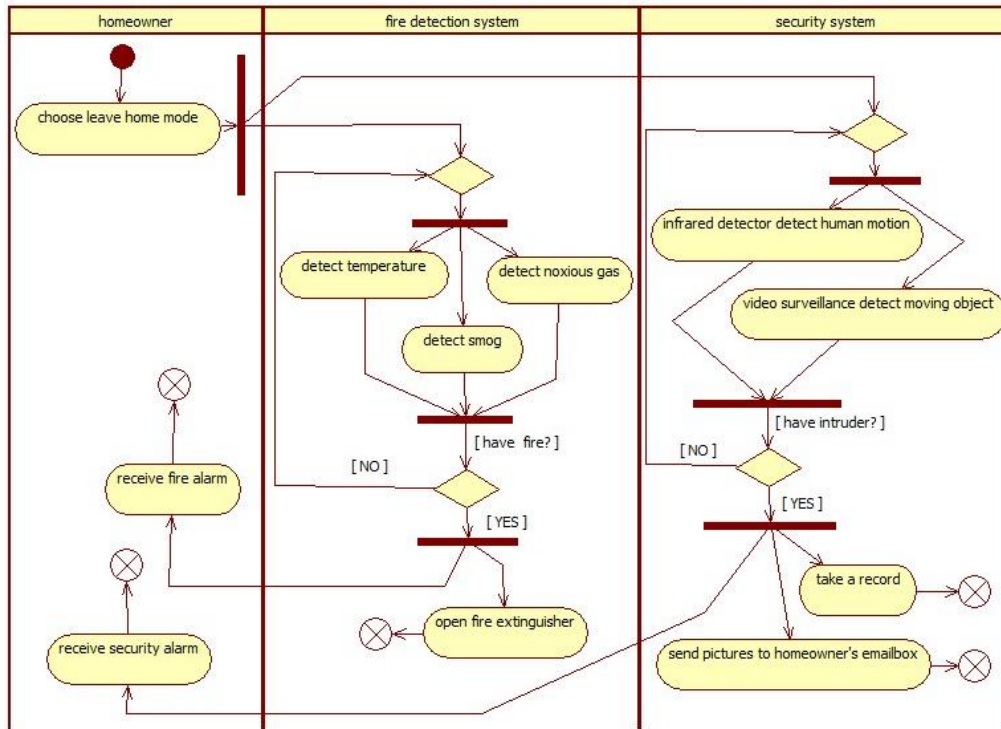 homeowner
fire detection system
security system
choose leave home mode
infrared detector detect human motion
detect temperature
detect noxious gas
video surveillance detect moving object
detect smog
[ have fire? ]
[ have intruder? ]
[ NO ]
[ NO ]
receive fire alarm
[ YES ]
[ YES ]
take a record
open fire extinguisher
receive security alarm
send pictures to homeowner's emailbox